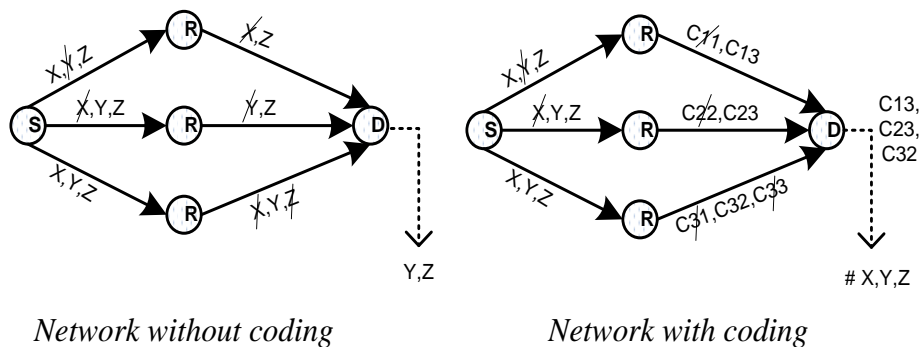 R
X,Y,Z
X,Z
S
X,Y,Z
R
Y,Z
D
X,Y,Z
R
X,Y,Z
Y,Z
Network without coding
R
X,Y,Z
C11,C13
S
X,Y,Z
R
C22,C23
D
C13,
C23,
C32
X,Y,Z
R
C31,C32,C33
# X,Y,Z
Network with coding